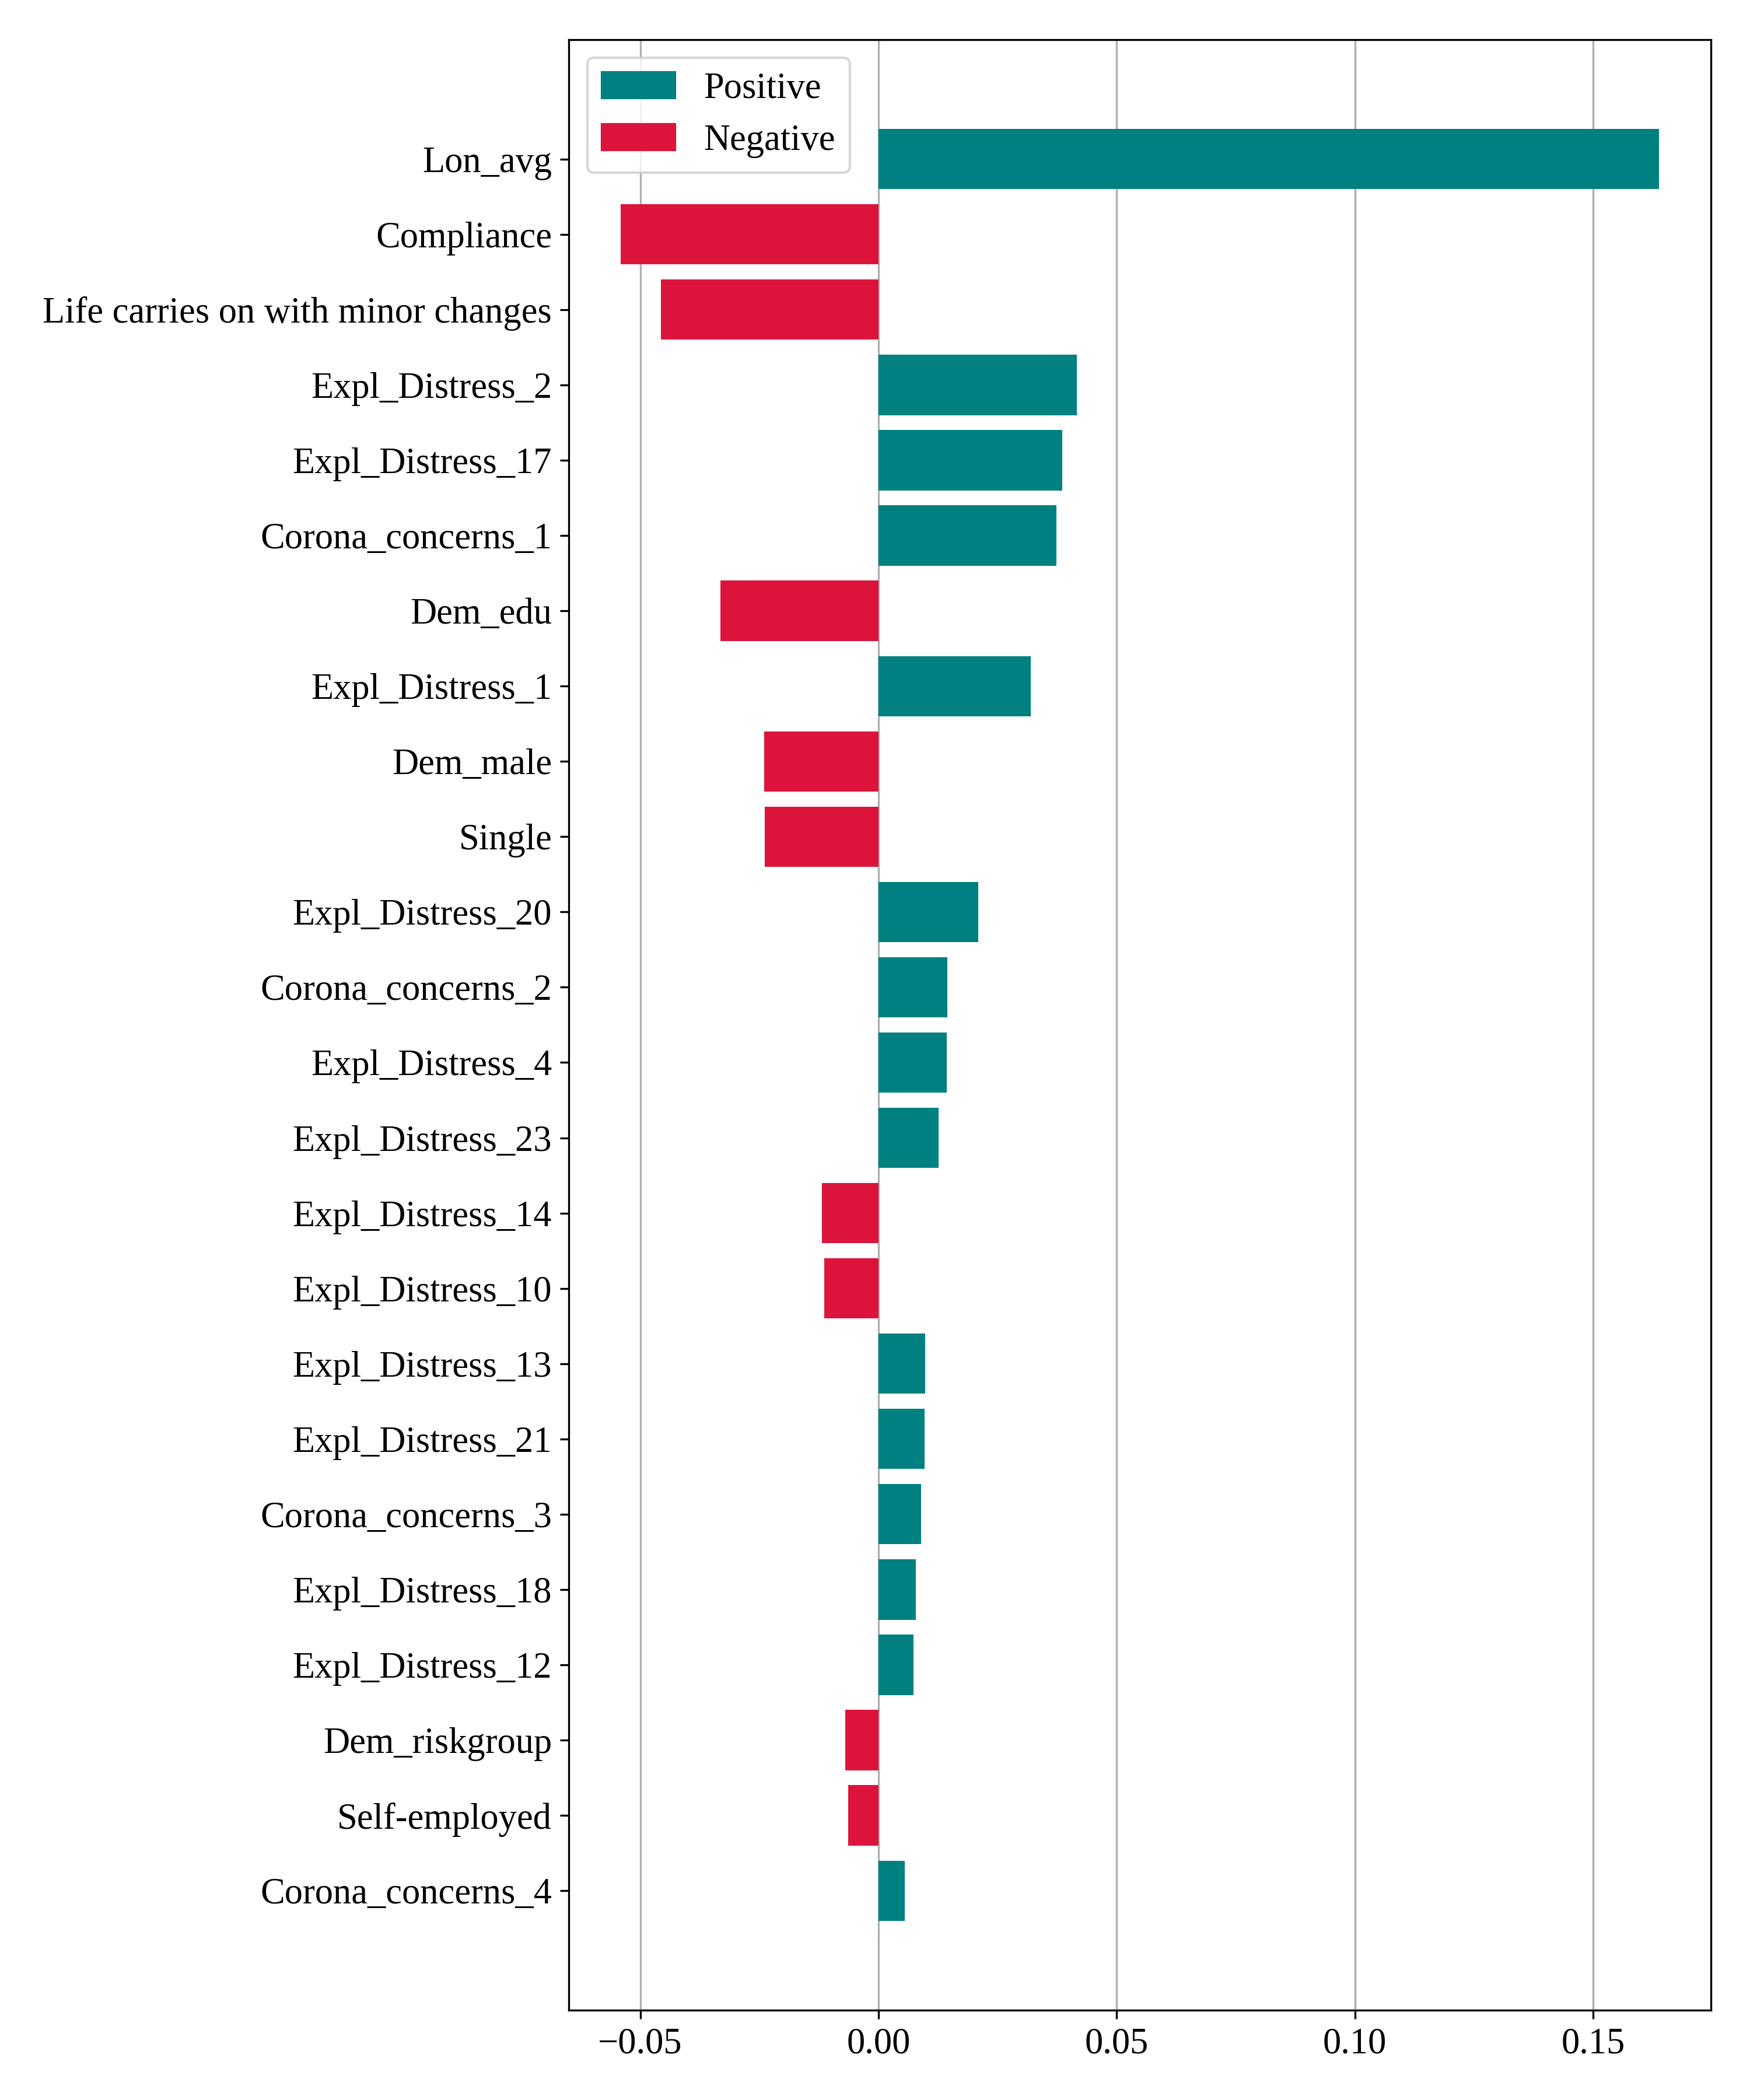 Positive
Negative
Lon_avg
Compliance
Life carries on with minor changes
Expl_Distress_2
Expl_Distress_17
Corona_concerns_1
Dem_edu
Expl_Distress_1
Dem_male
Single
Expl_Distress_20
Corona_concerns_2
Expl_Distress_4
Expl_Distress_23
Expl_Distress_14
Expl_Distress_10
Expl_Distress_13
Expl_Distress_21
Corona_concerns_3
Expl_Distress_18
Expl_Distress_12
Dem_riskgroup
Self-employed
Corona_concerns_4
−0.05 0.00 0.05 0.10 0.15